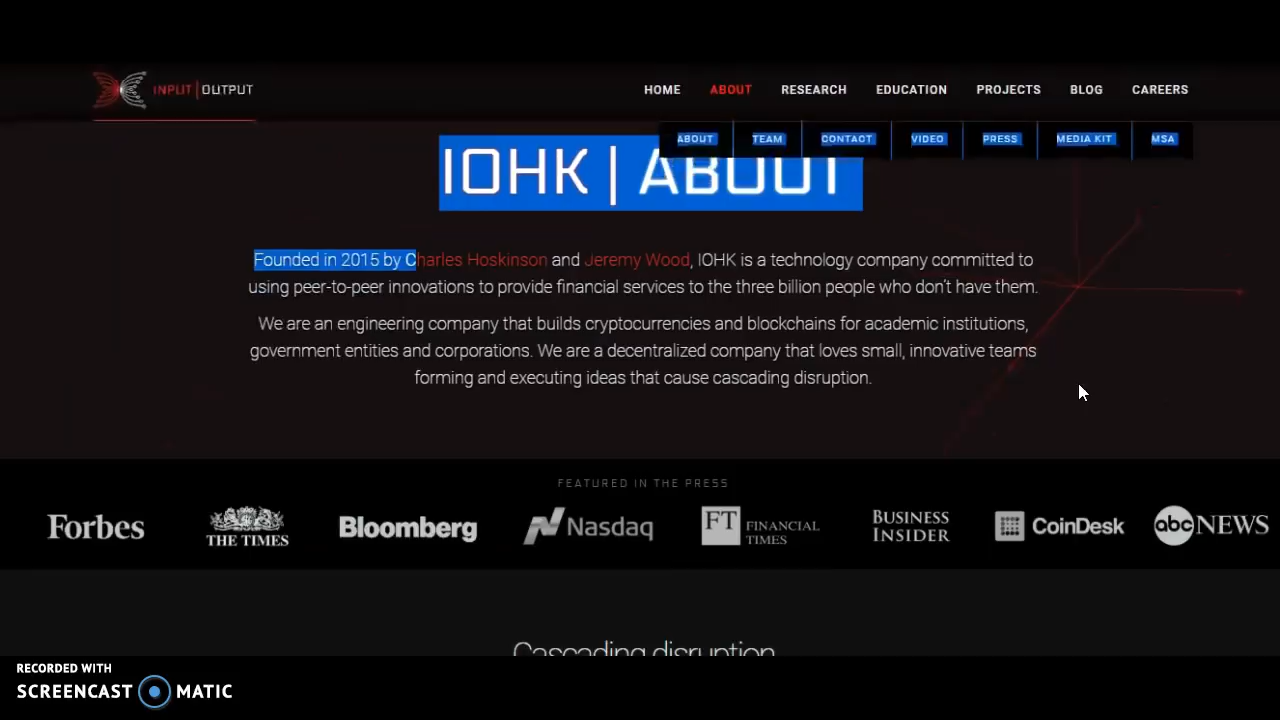 INPUT | OUTPUT
HOME ABOUT RESEARCH EDUCATION PROJECTS BLOG CAREERS
ABOUT TEAM CONTACT VIDEO PRESS MEDIA KIT MSA
IOHK | ABOUT
Founded in 2015 by Charles Hoskinson and Jeremy Wood, IOHK is a technology company committed to
using peer-to-peer innovations to provide financial services to the three billion people who don't have them.
We are an engineering company that builds cryptocurrencies and blockchains for academic institutions,
government entities and corporations. We are a decentralized company that loves small, innovative teams
forming and executing ideas that cause cascading disruption.
FEATURED IN THE PRESS
Forbes THE TIMES Bloomberg Nasdaq FT FINANCIAL TIMES BUSINESS INSIDER CoinDesk abc NEWS
Cascading disruption
RECORDED WITH
SCREENCAST MATIC